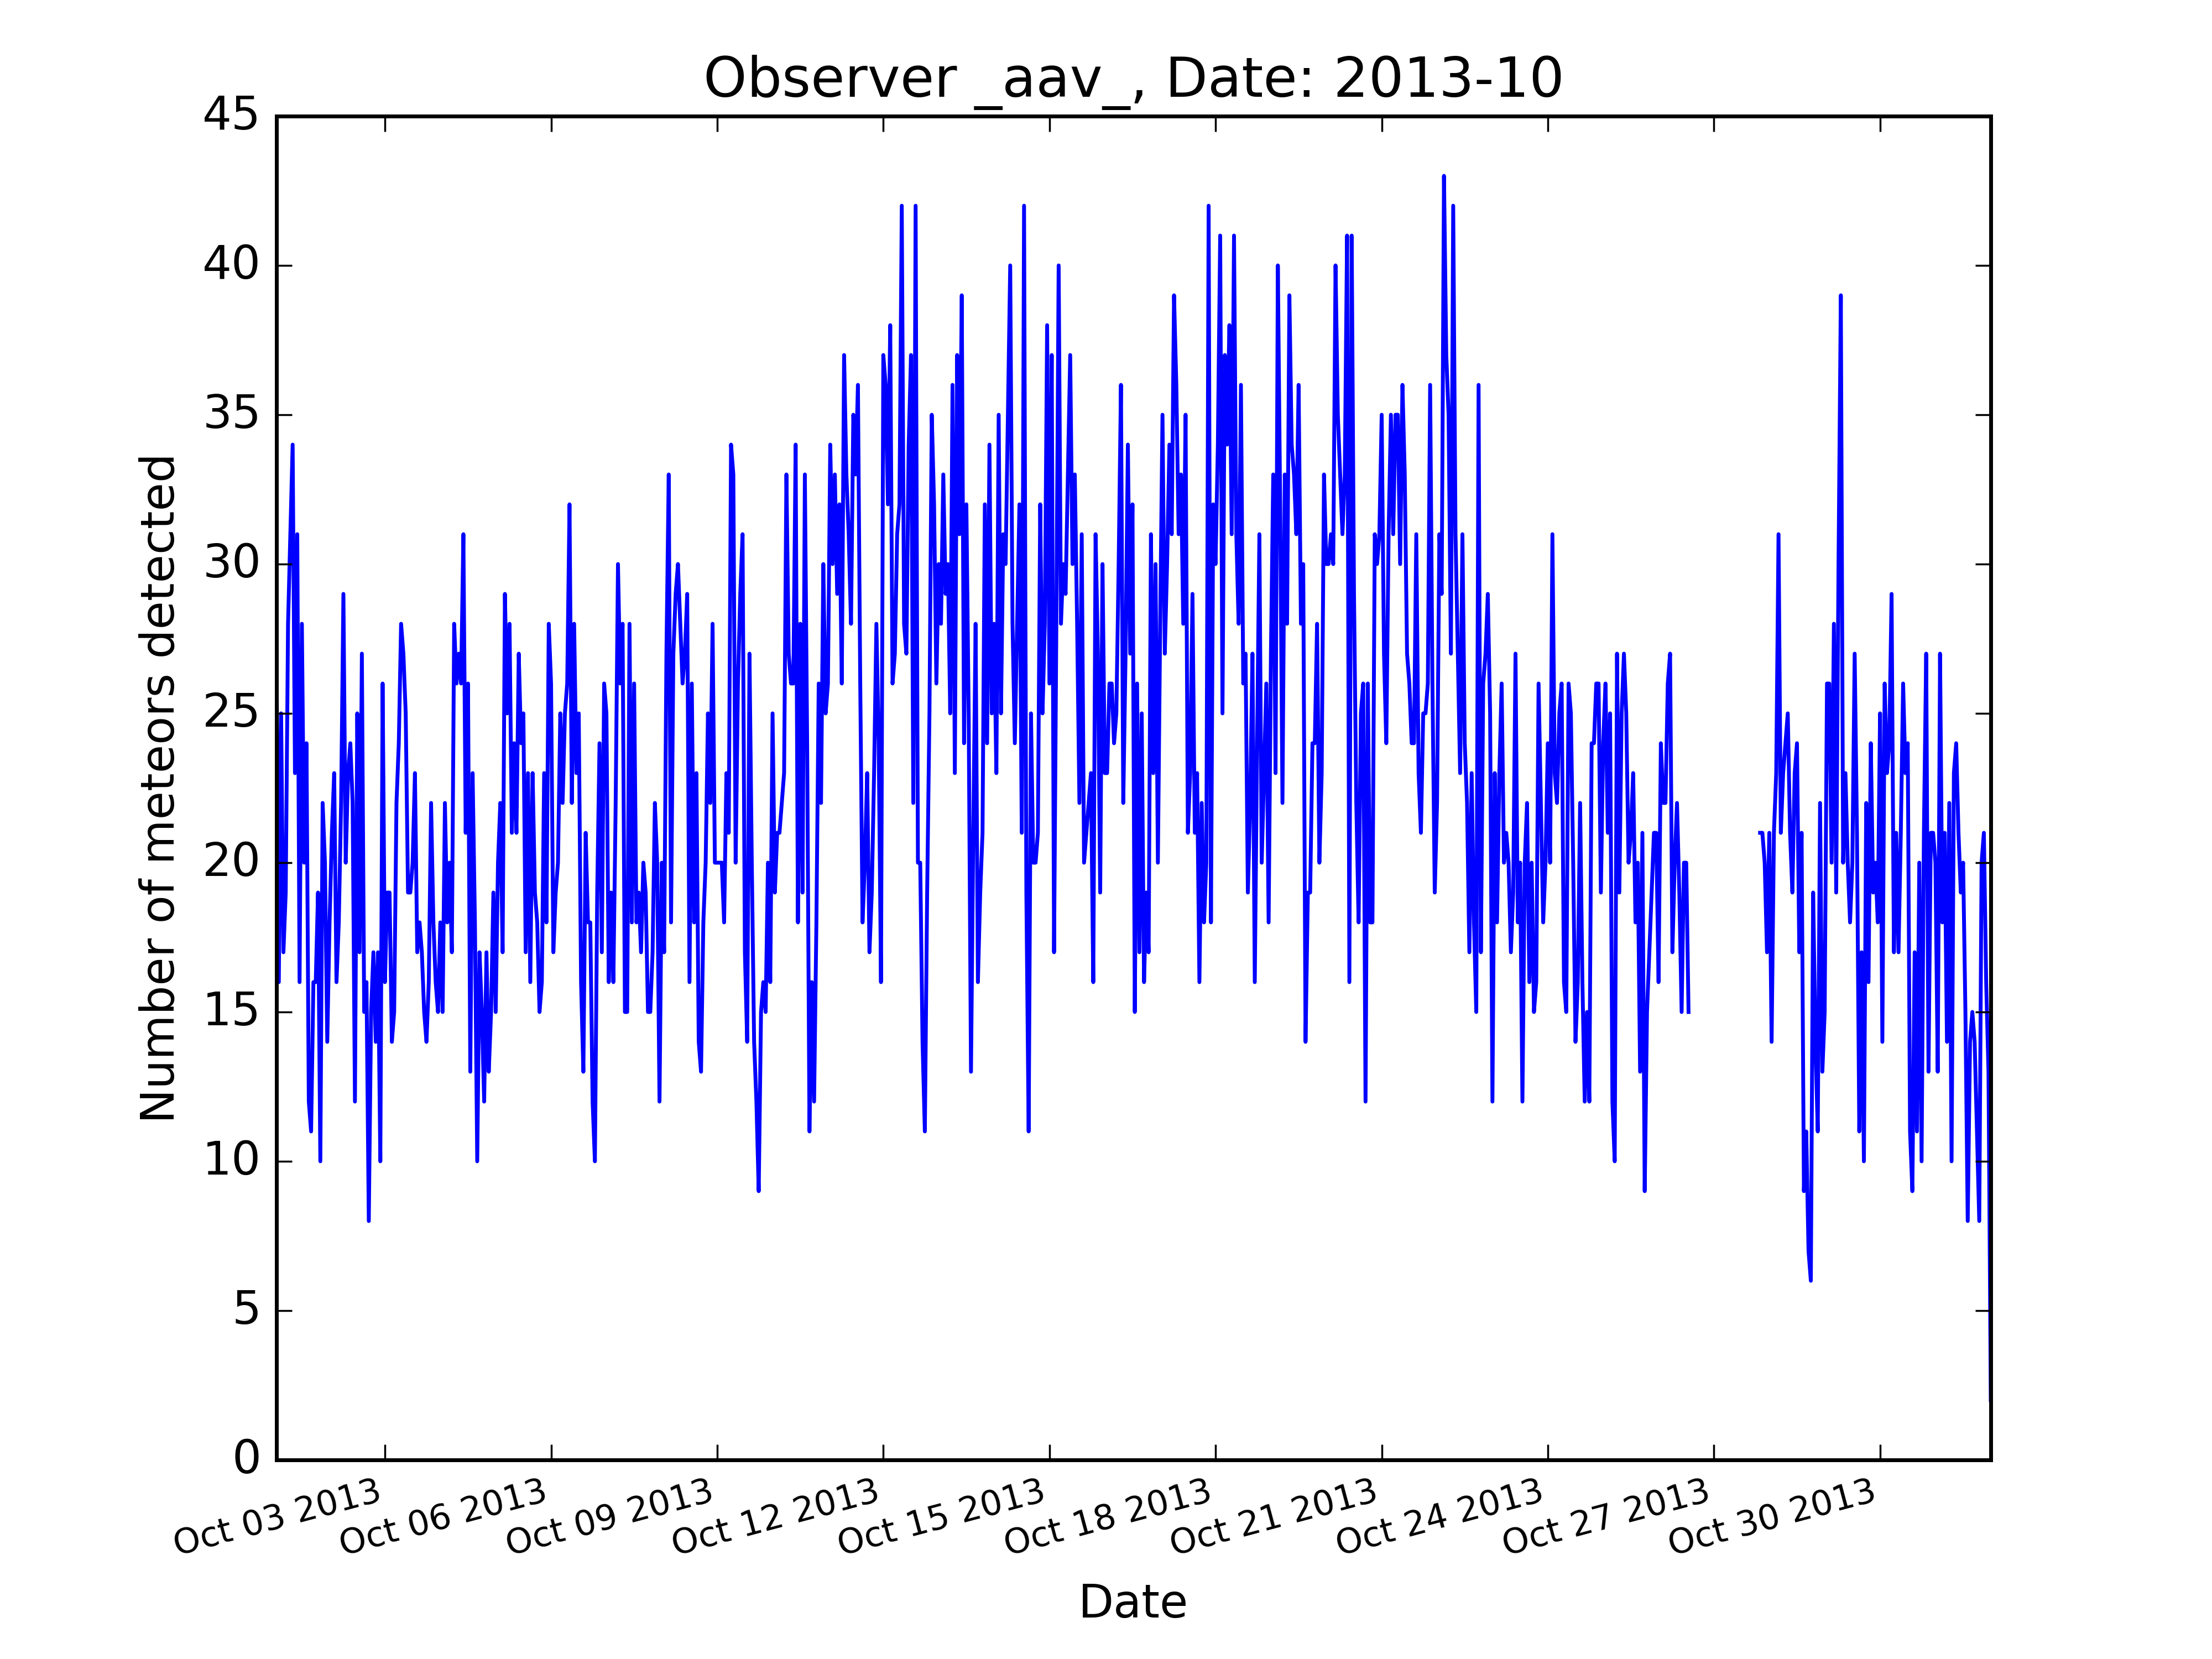 Observer _aav_, Date: 2013-10
45
40
35
30
25
20
15
10
5
0
Number of meteors detected
Oct 03 2013
Oct 06 2013
Oct 09 2013
Oct 12 2013
Oct 15 2013
Oct 18 2013
Oct 21 2013
Oct 24 2013
Oct 27 2013
Oct 30 2013
Date